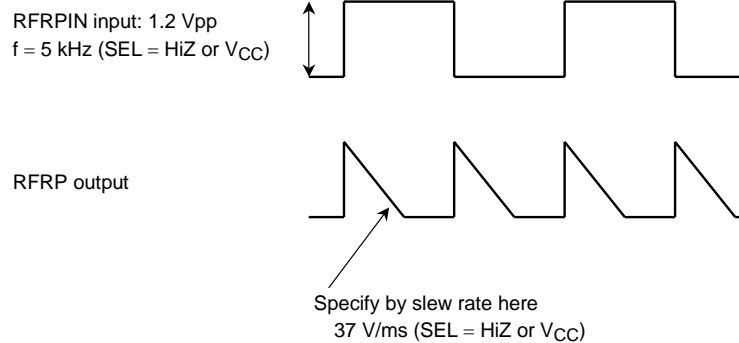 RFRPIN input: 1.2 Vpp
f = 5 kHz (SEL = HiZ or VCC)
RFRP output
Specify by slew rate here
37 V/ms (SEL = HiZ or VCC)